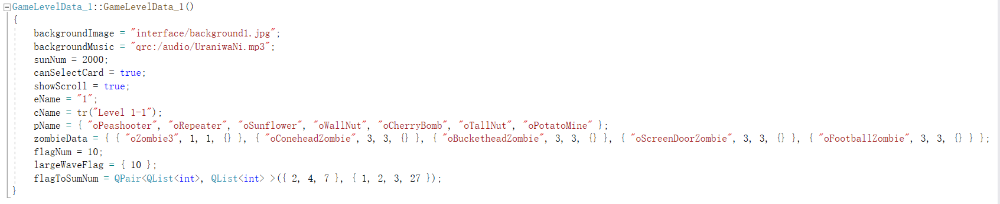 GameLevelData_1::GameLevelData_1()
{
    backgroundImage = "interface/background1.jpg";
    backgroundMusic = "qrc:/audio/UraniwaNi.mp3";
    sunNum = 2000;
    canSelectCard = true;
    showScroll = true;
    eName = "1";
    cName = tr("Level 1-1");
    pName = { "oPeashooter", "oRepeater", "oSunflower", "oWallNut", "oCherryBomb", "oTallNut", "oPotatoMine" };
    zombieData = { { "oZombie3", 1, 1, {} }, { "oConeheadZombie", 3, 3, {} }, { "oBucketheadZombie", 3, 3, {} }, { "oScreenDoorZombie", 3, 3, {} }, { "oFootballZombie", 3, 3, {} } };
    flagNum = 10;
    largeWaveFlag = { 10 };
    flagToSumNum = QPair<QList<int>, QList<int> >({ 2, 4, 7 }, { 1, 2, 3, 27 });
}